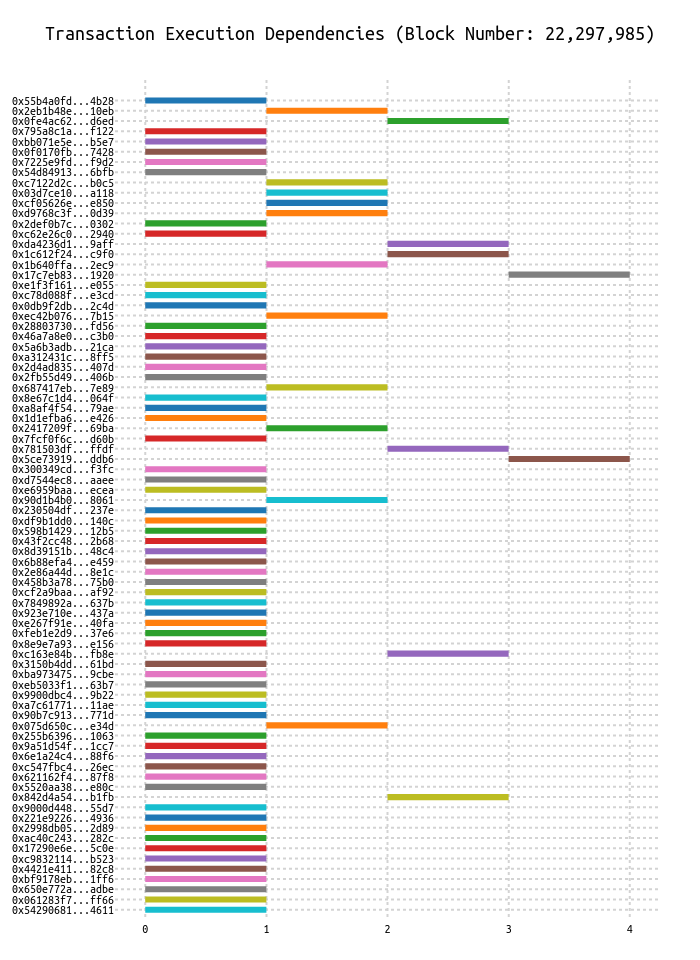 Transaction Execution Dependencies (Block Number: 22,297,985)
0x55b4a0fd...4b28
0x2eb1b48e...10eb
0x0fe4ac62...d6ed
0x795a8c1a...f122
0xbb071e5e...b5e7
0x0f0170fb...7428
0x7225e9fd...f9d2
0x54d84913...6bfb
0xc7122d2c...b0c5
0x03d7ce10...a118
0xcf05626e...e850
0xd9768c3f...0d39
0x2def0b7c...0302
0xc62e26c0...2940
0xda4236d1...9aff
0x1c612f24...c9f0
0x1b640ffa...2ec9
0x17c7eb83...1920
0xe1f3f161...e055
0xc78d088f...e3cd
0x0db9f2db...2c4d
0xec42b076...7b15
0x28803730...fd56
0x46a7a8e0...c3b0
0x5a6b3adb...21ca
0xa312431c...8ff5
0x2d4ad835...407d
0x2fb55d49...406b
0x687417eb...7e89
0x8e67c1d4...064f
0xa8af4f54...79ae
0x1d1efba6...e426
0x2417209f...69ba
0x7fcf0f6c...d60b
0x781503df...ffdf
0x5ce73919...ddb6
0x300349cd...f3fc
0xd7544ec8...aaee
0xe6959baa...ecea
0x90d1b4b0...8061
0x230504df...237e
0xdf9b1dd0...140c
0x598b1429...12b5
0x43f2cc48...2b68
0x8d39151b...48c4
0x6b88efa4...e459
0x2e86a44d...8e1c
0x458b3a78...75b0
0xcf2a9baa...af92
0x7849892a...637b
0x923e710e...437a
0xe267f91e...40fa
0xfeb1e2d9...37e6
0x8e9e7a93...e156
0xc163e84b...fb8e
0x3150b4dd...61bd
0xba973475...9cbe
0xeb5033f1...63b7
0x9900dbc4...9b22
0xa7c61771...11ae
0x90b7c913...771d
0x075d650c...e34d
0x255b6396...1063
0x9a51d54f...1cc7
0x6e1a24c4...88f6
0xc547fbc4...26ec
0x621162f4...87f8
0x5520aa38...e80c
0x842d4a54...b1fb
0x9000d448...55d7
0x221e9226...4936
0x2998db05...2d89
0xac40c243...282c
0x17290e6e...5c0e
0xc9832114...b523
0x4421e411...82c8
0xbf9178eb...1ff6
0x650e772a...adbe
0x061283f7...ff66
0x54290681...4611
0 1 2 3 4